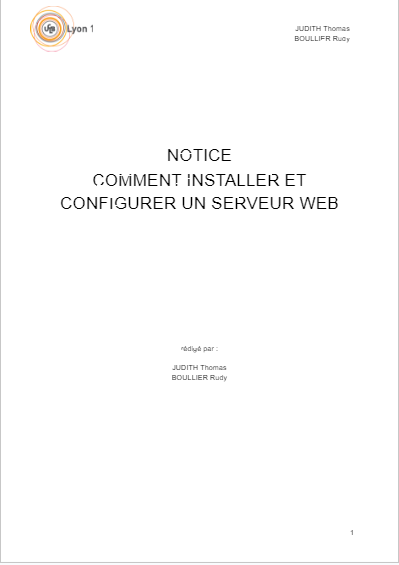 UCB Lyon 1
JUDITH Thomas
BOULLIER Rudy
NOTICE
COMMENT INSTALLER ET
CONFIGURER UN SERVEUR WEB
rédigé par :
JUDITH Thomas
BOULLIER Rudy
1